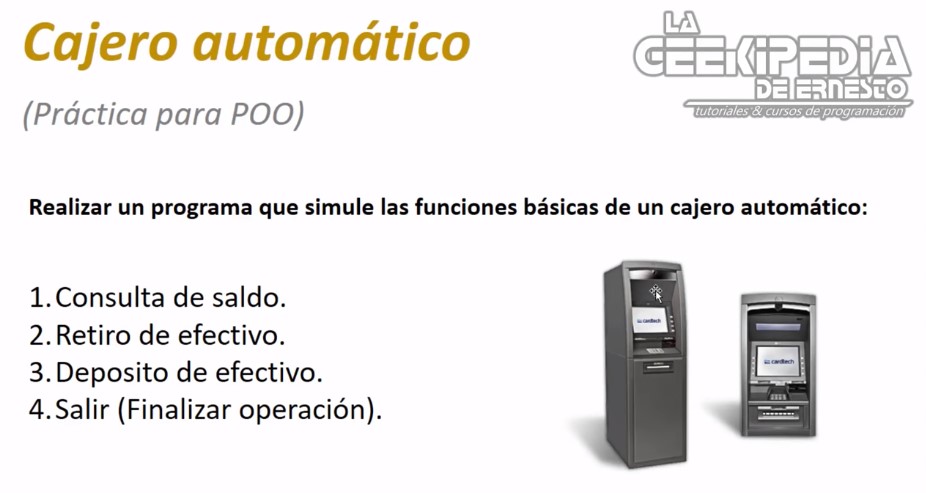 Cajero automático
(Práctica para POO)
LA
GEEKIPEDIA
DE ERNESTO
tutoriales & cursos de programación
Realizar un programa que simule las funciones básicas de un cajero automático:
1. Consulta de saldo.
2. Retiro de efectivo.
3. Deposito de efectivo.
4. Salir (Finalizar operación).
cardtech
cardtech